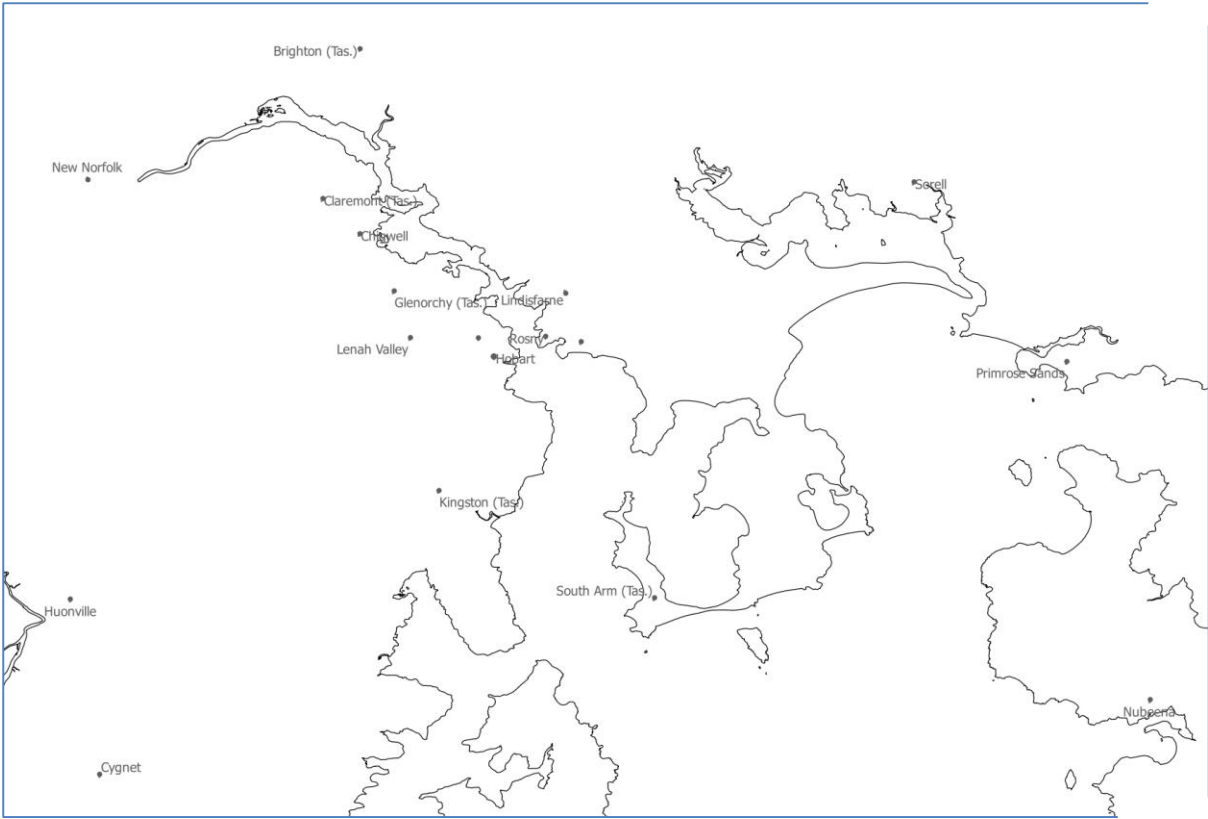 Brighton (Tas.)
New Norfolk
Sorell
Claremont (Tas.)
Chigwell
Glenorchy (Tas.)
Lindisfarne
Rosny
Lenah Valley
Hobart
Primrose Sands
Kingston (Tas.)
South Arm (Tas.)
Huonville
Nubeena
Cygnet